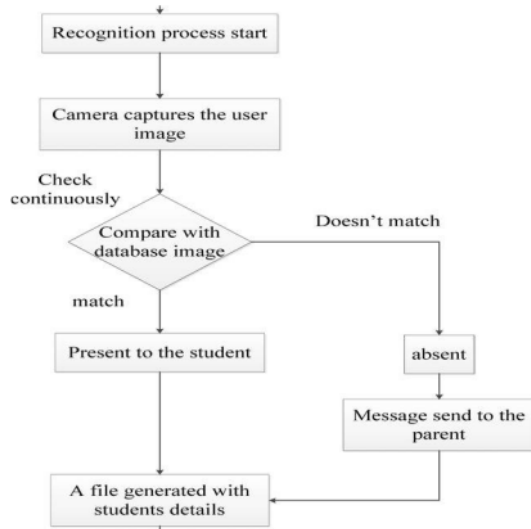 Recognition process start
Camera captures the user
image
Check
continuously
Compare with
database image
Doesn't match
match
Present to the student
absent
Message send to the
parent
A file generated with
students details